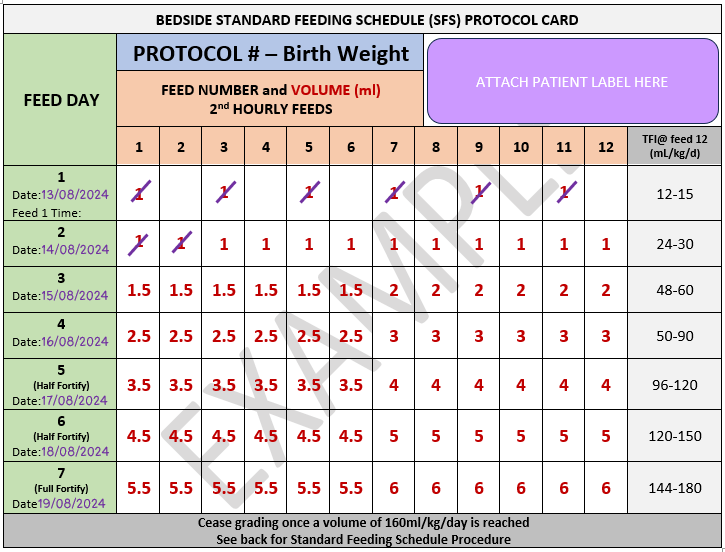 BEDSIDE STANDARD FEEDING SCHEDULE (SFS) PROTOCOL CARD
FEED DAY
PROTOCOL # – Birth Weight
ATTACH PATIENT LABEL HERE
FEED NUMBER and VOLUME (ml)
2nd HOURLY FEEDS
1 2 3 4 5 6 7 8 9 10 11 12
TFI@ feed 12
(mL/kg/d)
1
Date:13/08/2024
Feed 1 Time:
1 1 1 1 1 1
12-15
2
Date:14/08/2024
1 1 1 1 1 1 1 1 1 1 1 1
24-30
3
Date:15/08/2024
1.5 1.5 1.5 1.5 1.5 1.5 2 2 2 2 2 2
48-60
4
Date:16/08/2024
2.5 2.5 2.5 2.5 2.5 2.5 3 3 3 3 3 3
50-90
5
(Half Fortify)
Date:17/08/2024
3.5 3.5 3.5 3.5 3.5 3.5 4 4 4 4 4 4
96-120
6
(Half Fortify)
Date:18/08/2024
4.5 4.5 4.5 4.5 4.5 4.5 5 5 5 5 5 5
120-150
7
(Full Fortify)
Date19/08/2024
5.5 5.5 5.5 5.5 5.5 5.5 6 6 6 6 6 6
144-180
EXAMPLE
Cease grading once a volume of 160ml/kg/day is reached
See back for Standard Feeding Schedule Procedure